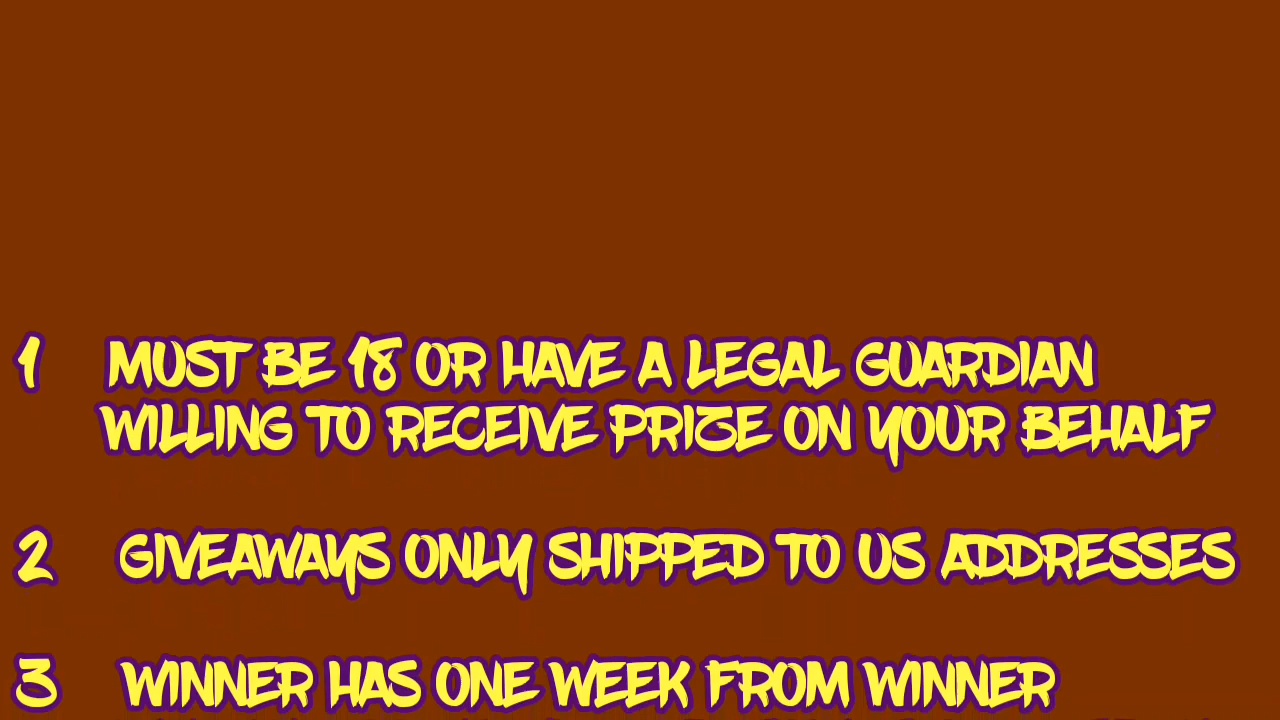 1 MUST BE 18 OR HAVE A LEGAL GUARDIAN
WILLING TO RECEIVE PRIZE ON YOUR BEHALF
2 GIVEAWAYS ONLY SHIPPED TO US ADDRESSES
3 WINNER HAS ONE WEEK FROM WINNER